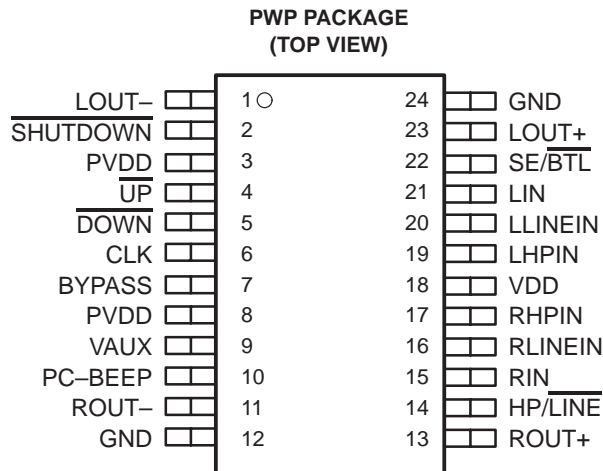 PWP PACKAGE
(TOP VIEW)
LOUT– 1 24 GND
SHUTDOWN 2 23 LOUT+
PVDD 3 22 SE/BTL
UP 4 21 LIN
DOWN 5 20 LLINEIN
CLK 6 19 LHPIN
BYPASS 7 18 VDD
PVDD 8 17 RHPIN
VAUX 9 16 RLINEIN
PC–BEEP 10 15 RIN
ROUT– 11 14 HP/LINE
GND 12 13 ROUT+